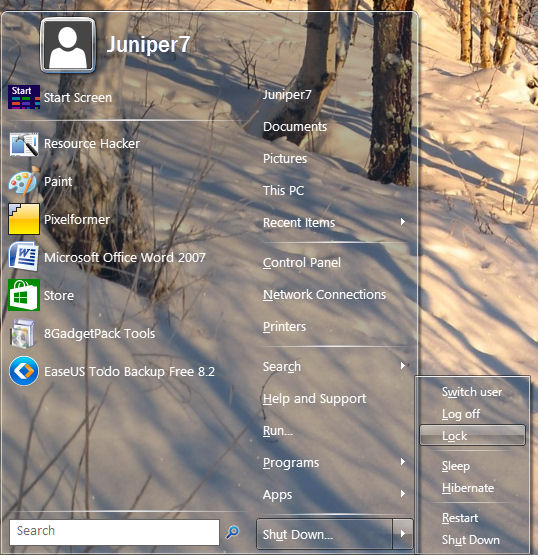 Juniper7
Start
Start Screen
Resource Hacker
Paint
Pixelformer
Microsoft Office Word 2007
Store
8GadgetPack Tools
EaseUS Todo Backup Free 8.2
Search
Juniper7
Documents
Pictures
This PC
Recent Items
Control Panel
Network Connections
Printers
Search
Help and Support
Run...
Programs
Apps
Shut Down...
Switch user
Log off
Lock
Sleep
Hibernate
Restart
Shut Down